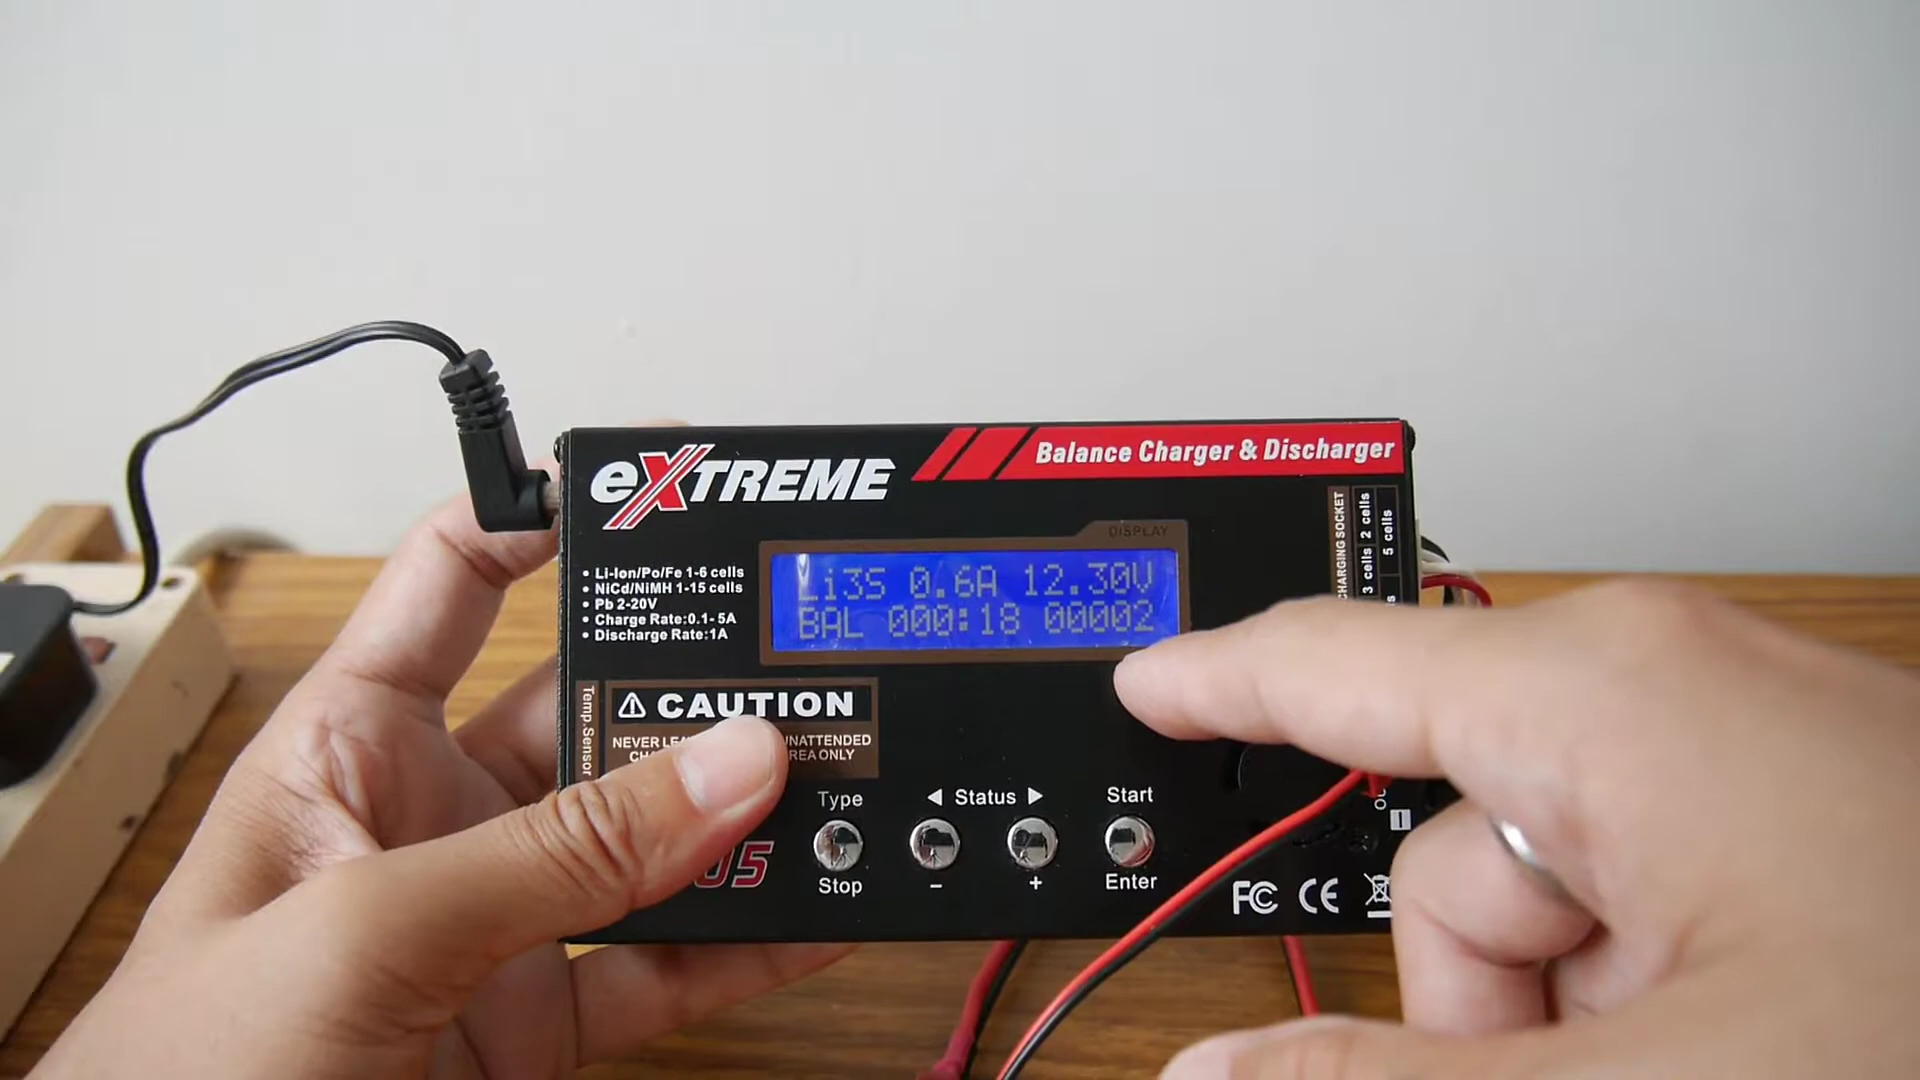 eXTREME
Balance Charger & Discharger
DISPLAY
Li3S 0.6A 12.30V
BAL 000:18 00002
• Li-Ion/Po/Fe 1-6 cells
• NiCd/NiMH 1-15 cells
• Pb 2-20V
• Charge Rate:0.1- 5A
• Discharge Rate:1A
CHARGING SOCKET
3 cells 2 cells
5 cells
Temp.Sensor
CAUTION
NEVER
UNATTENDED
AREA ONLY
Type
◄ Status ►
Start
Stop
-
+
Enter
05
FC CE